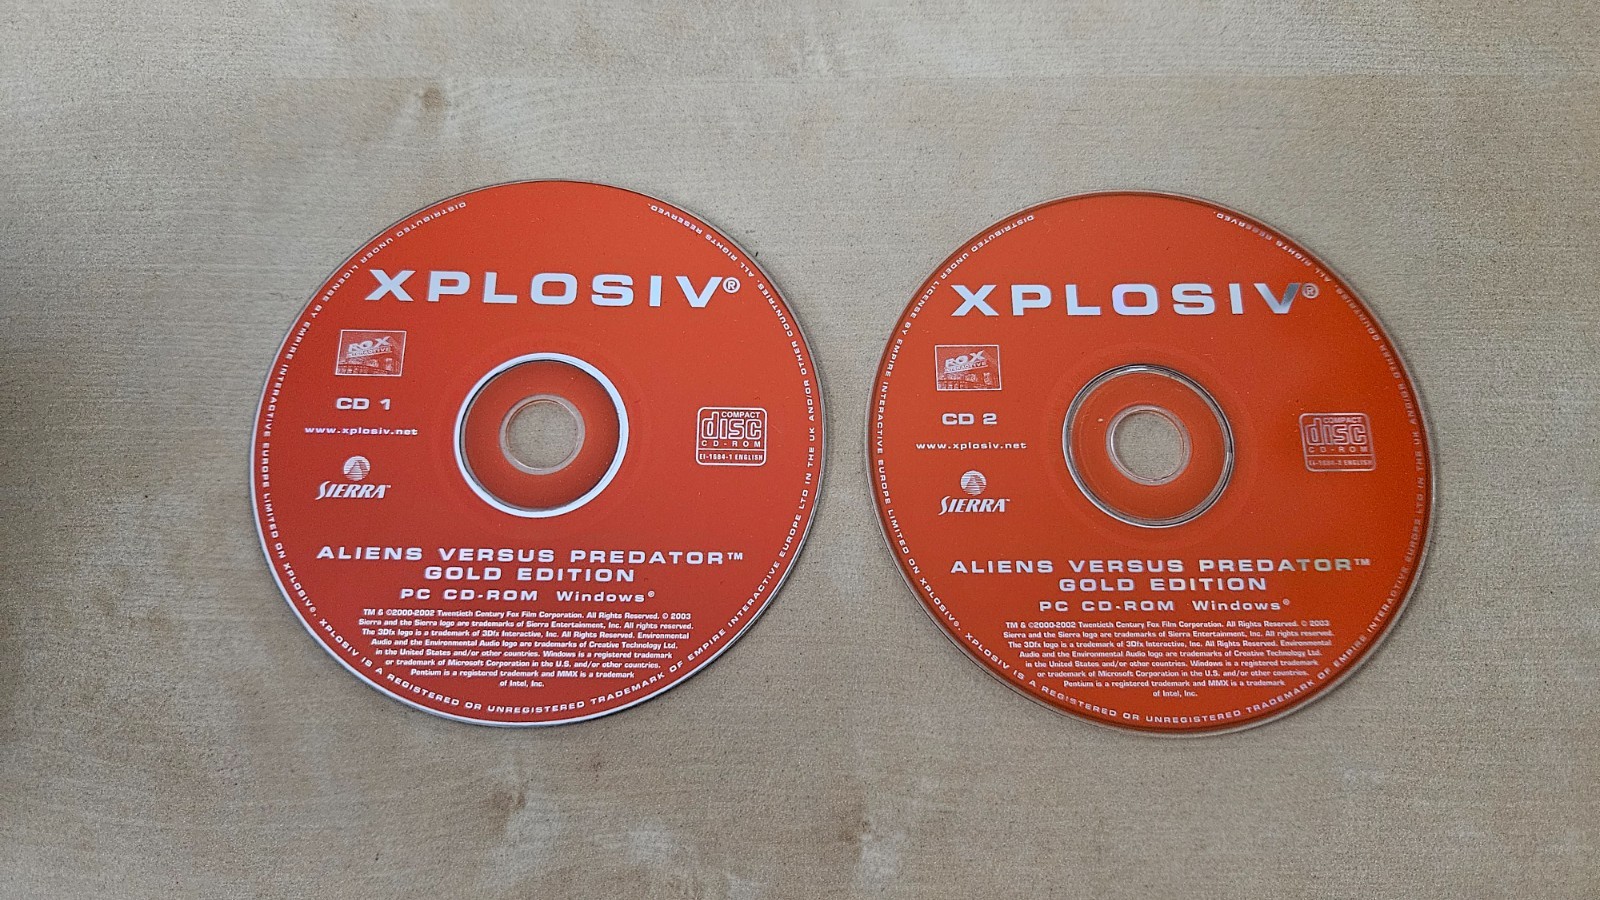 XPLOSIV®
FOX
INTERACTIVE
CD 1
www.xplosiv.net
SIERRA™
COMPACT
disc
CD-ROM
EI-1684-1 ENGLISH
ALIENS VERSUS PREDATOR™
GOLD EDITION
PC CD-ROM Windows®
TM & ©2000-2002 Twentieth Century Fox Film Corporation. All Rights Reserved. © 2003
Sierra and the Sierra logo are trademarks of Sierra Entertainment, Inc. All rights reserved.
The 3Dfx logo is a trademark of 3Dfx Interactive, Inc. All Rights Reserved. Environmental
Audio and the Environmental Audio logo are trademarks of Creative Technology Ltd.
in the United States and/or other countries. Windows is a registered trademark
or trademark of Microsoft Corporation in the U.S. and/or other countries.
Pentium is a registered trademark and MMX is a trademark
of Intel, Inc.
DISTRIBUTED UNDER LICENSE BY EMPIRE INTERACTIVE EUROPE LIMITED ON XPLOSIV®. XPLOSIV IS A REGISTERED OR UNREGISTERED TRADEMARK OF EMPIRE INTERACTIVE EUROPE LTD IN THE UK AND/OR OTHER COUNTRIES. ALL RIGHTS RESERVED.
XPLOSIV®
FOX
INTERACTIVE
CD 2
www.xplosiv.net
SIERRA™
COMPACT
disc
CD-ROM
EI-1684-2 ENGLISH
ALIENS VERSUS PREDATOR™
GOLD EDITION
PC CD-ROM Windows®
TM & ©2000-2002 Twentieth Century Fox Film Corporation. All Rights Reserved. © 2003
Sierra and the Sierra logo are trademarks of Sierra Entertainment, Inc. All rights reserved.
The 3Dfx logo is a trademark of 3Dfx Interactive, Inc. All Rights Reserved. Environmental
Audio and the Environmental Audio logo are trademarks of Creative Technology Ltd.
in the United States and/or other countries. Windows is a registered trademark
or trademark of Microsoft Corporation in the U.S. and/or other countries.
Pentium is a registered trademark and MMX is a trademark
of Intel, Inc.
DISTRIBUTED UNDER LICENSE BY EMPIRE INTERACTIVE EUROPE LIMITED ON XPLOSIV®. XPLOSIV IS A REGISTERED OR UNREGISTERED TRADEMARK OF EMPIRE INTERACTIVE EUROPE LTD IN THE UK AND/OR OTHER COUNTRIES. ALL RIGHTS RESERVED.